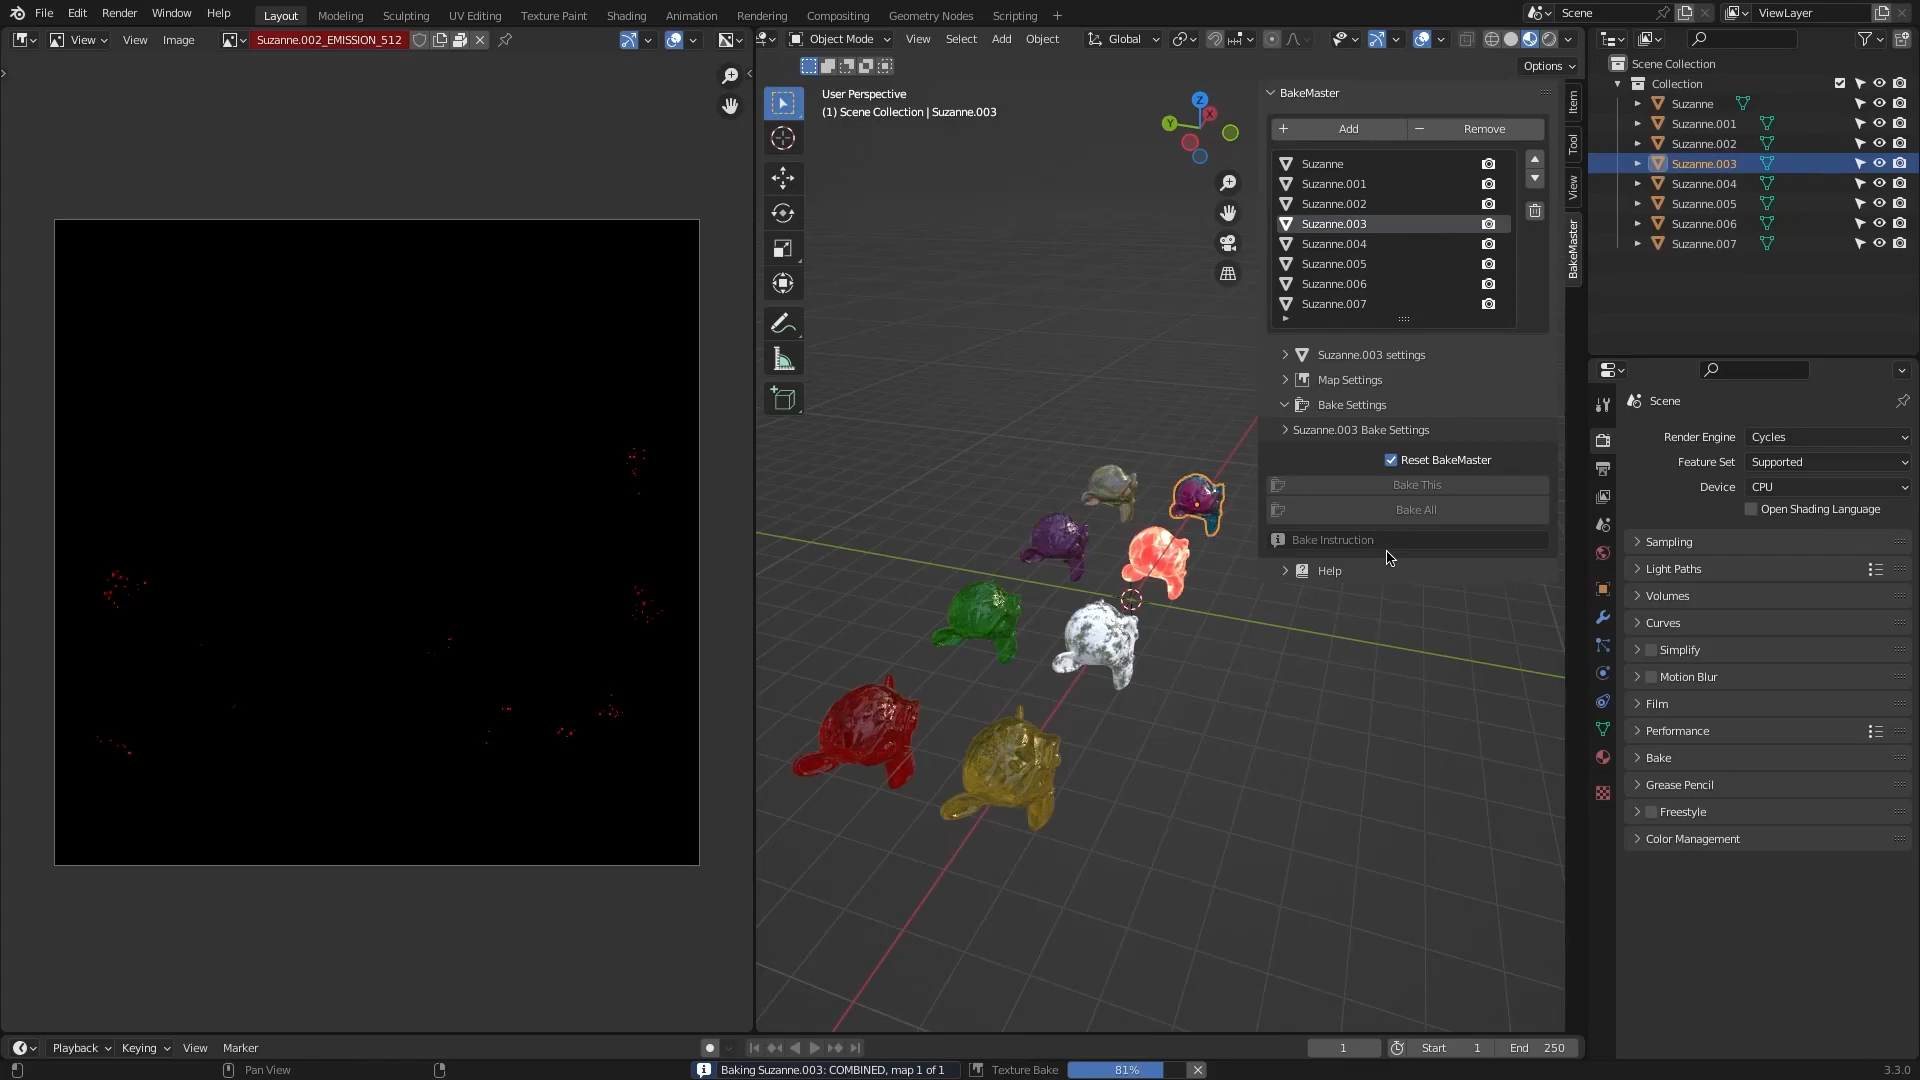 File Edit Render Window Help Layout Modeling Sculpting UV Editing Texture Paint Shading Animation Rendering Compositing Geometry Nodes Scripting + Scene ViewLayer
View View Image Suzanne.002_EMISSION_512 Object Mode View Select Add Object Global
Options
User Perspective
(1) Scene Collection | Suzanne.003
Z
X
Y
BakeMaster
Add Remove
Suzanne
Suzanne.001
Suzanne.002
Suzanne.003
Suzanne.004
Suzanne.005
Suzanne.006
Suzanne.007
Suzanne.003 settings
Map Settings
Bake Settings
Suzanne.003 Bake Settings
Reset BakeMaster
Bake This
Bake All
Bake Instruction
Help
Item
Tool
View
BakeMaster
Scene Collection
Collection
Suzanne
Suzanne.001
Suzanne.002
Suzanne.003
Suzanne.004
Suzanne.005
Suzanne.006
Suzanne.007
Scene
Render Engine Cycles
Feature Set Supported
Device CPU
Open Shading Language
Sampling
Light Paths
Volumes
Curves
Simplify
Motion Blur
Film
Performance
Bake
Grease Pencil
Freestyle
Color Management
Playback Keying View Marker 1 Start 1 End 250
Pan View Baking Suzanne.003: COMBINED, map 1 of 1 Texture Bake 81% 3.3.0